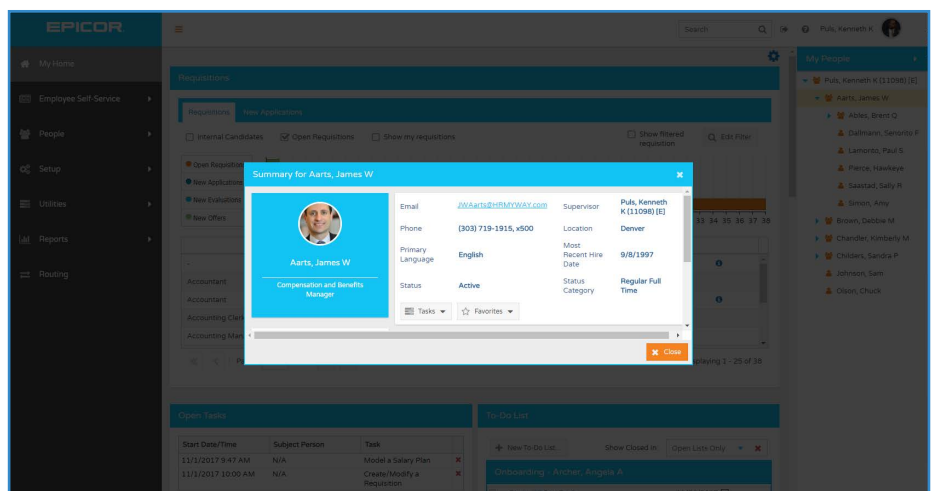 EPICOR
Search
Puls, Kenneth K
My Home
Employee Self-Service
People
Setup
Utilities
Reports
Routing
Requisitions
Requisitions
New Applications
Internal Candidates
Open Requisitions
Show my requisitions
Show filtered requisition
Edit Filter
Open Requisitions
New Applications
New Evaluations
New Offers
33 34 35 36 37 38
Accountant
Accountant
Accounting Clerk
Accounting Man
Displaying 1 - 25 of 38
Summary for Aarts, James W
Aarts, James W
Compensation and Benefits
Manager
Email
JWAarts@HRMYWAY.com
Supervisor
Puls, Kenneth
K (11098) [E]
Phone
(303) 719-1915, x500
Location
Denver
Primary
Language
English
Most
Recent Hire
Date
9/8/1997
Status
Active
Status
Category
Regular Full
Time
Tasks
Favorites
Close
My People
Puls, Kenneth K (11098) [E]
Aarts, James W
Ables, Brent Q
Lamonte, Paul S
Pierce, Hawkeye
Saastad, Sally R
Simon, Amy
Brown, Debbie M
Chandler, Kimberly M
Childers, Sandra P
Johnson, Sam
Olson, Chuck
Open Tasks
Start Date/Time
Subject Person
Task
11/1/2017 9:47 AM
N/A
Model a Salary Plan
11/1/2017 10:00 AM
N/A
Create/Modify a
Requisition
To-Do List
New To-Do List
Show Closed in:
Open Lists Only
Onboarding - Archer, Angela A